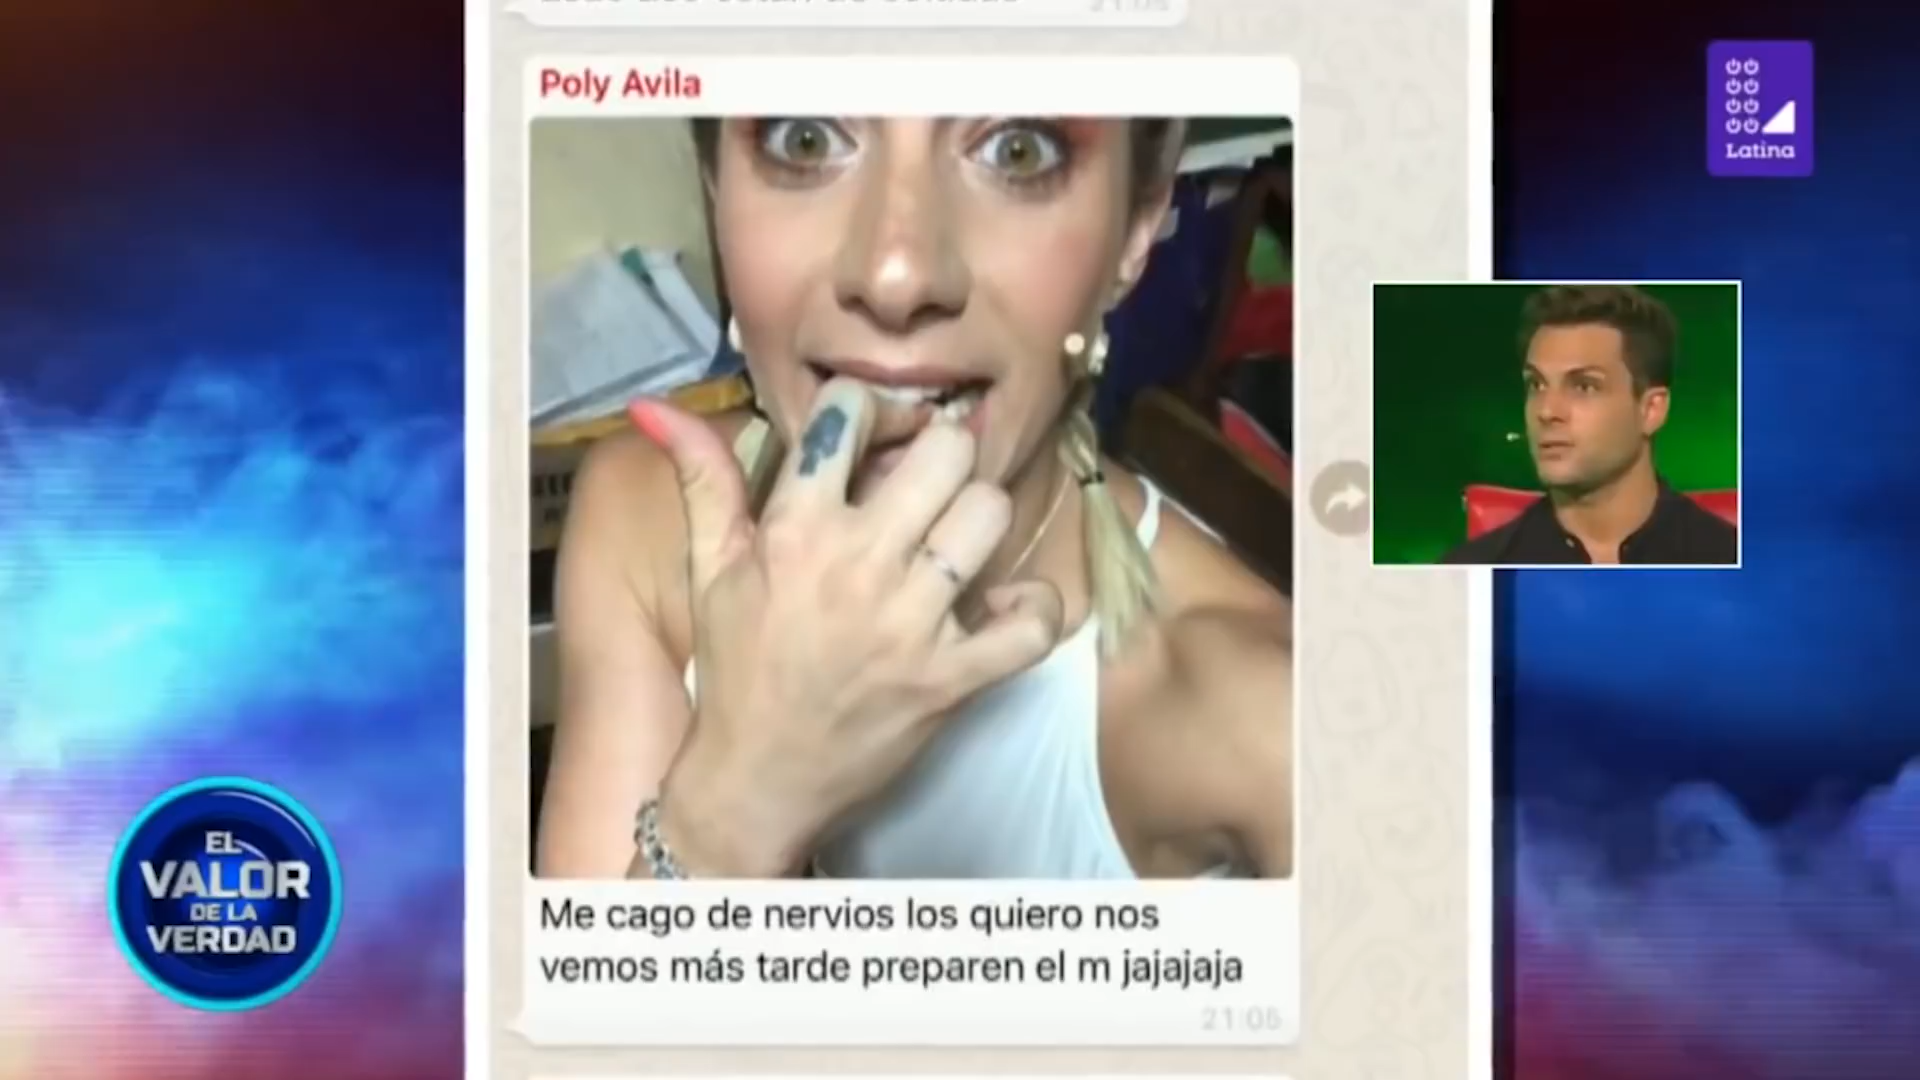 Poly Avila
Latina
EL
VALOR
DE LA
VERDAD
Me cago de nervios los quiero nos
vemos más tarde preparen el m jajajaja
21:05